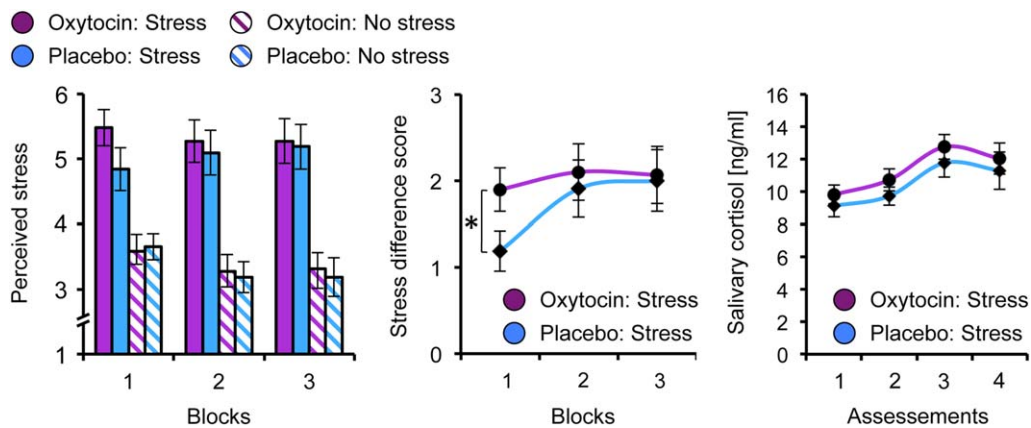 Oxytocin: Stress
Oxytocin: No stress
Placebo: Stress
Placebo: No stress
Perceived stress
6
5
4
3
1
1 2 3
Blocks
Stress difference score
3
2
1
0
*
Oxytocin: Stress
Placebo: Stress
1 2 3
Blocks
Salivary cortisol [ng/ml]
16
14
12
10
8
6
4
2
0
Oxytocin: Stress
Placebo: Stress
1 2 3 4
Assessements